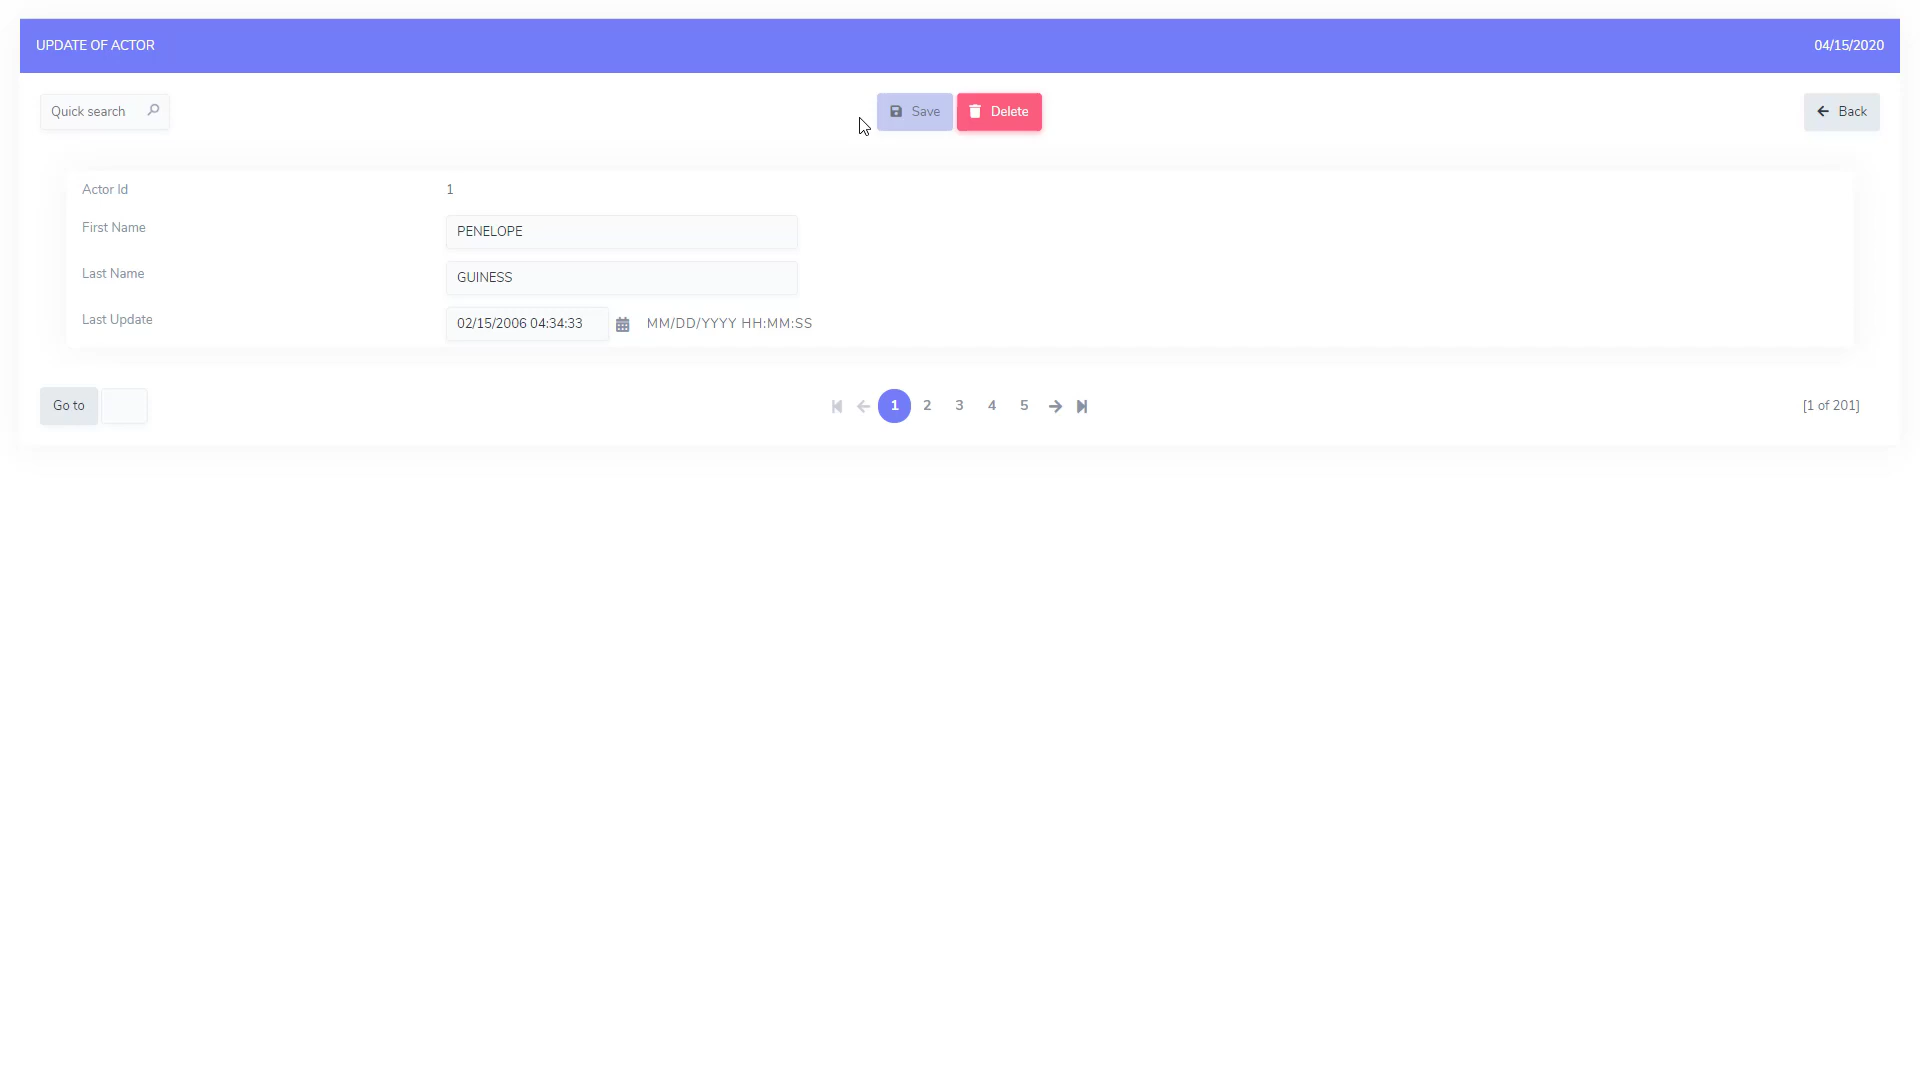 UPDATE OF ACTOR 04/15/2020
Quick search Save Delete Back
Actor Id 1
First Name PENELOPE
Last Name GUINESS
Last Update 02/15/2006 04:34:33 MM/DD/YYYY HH:MM:SS
Go to 1 2 3 4 5 [1 of 201]